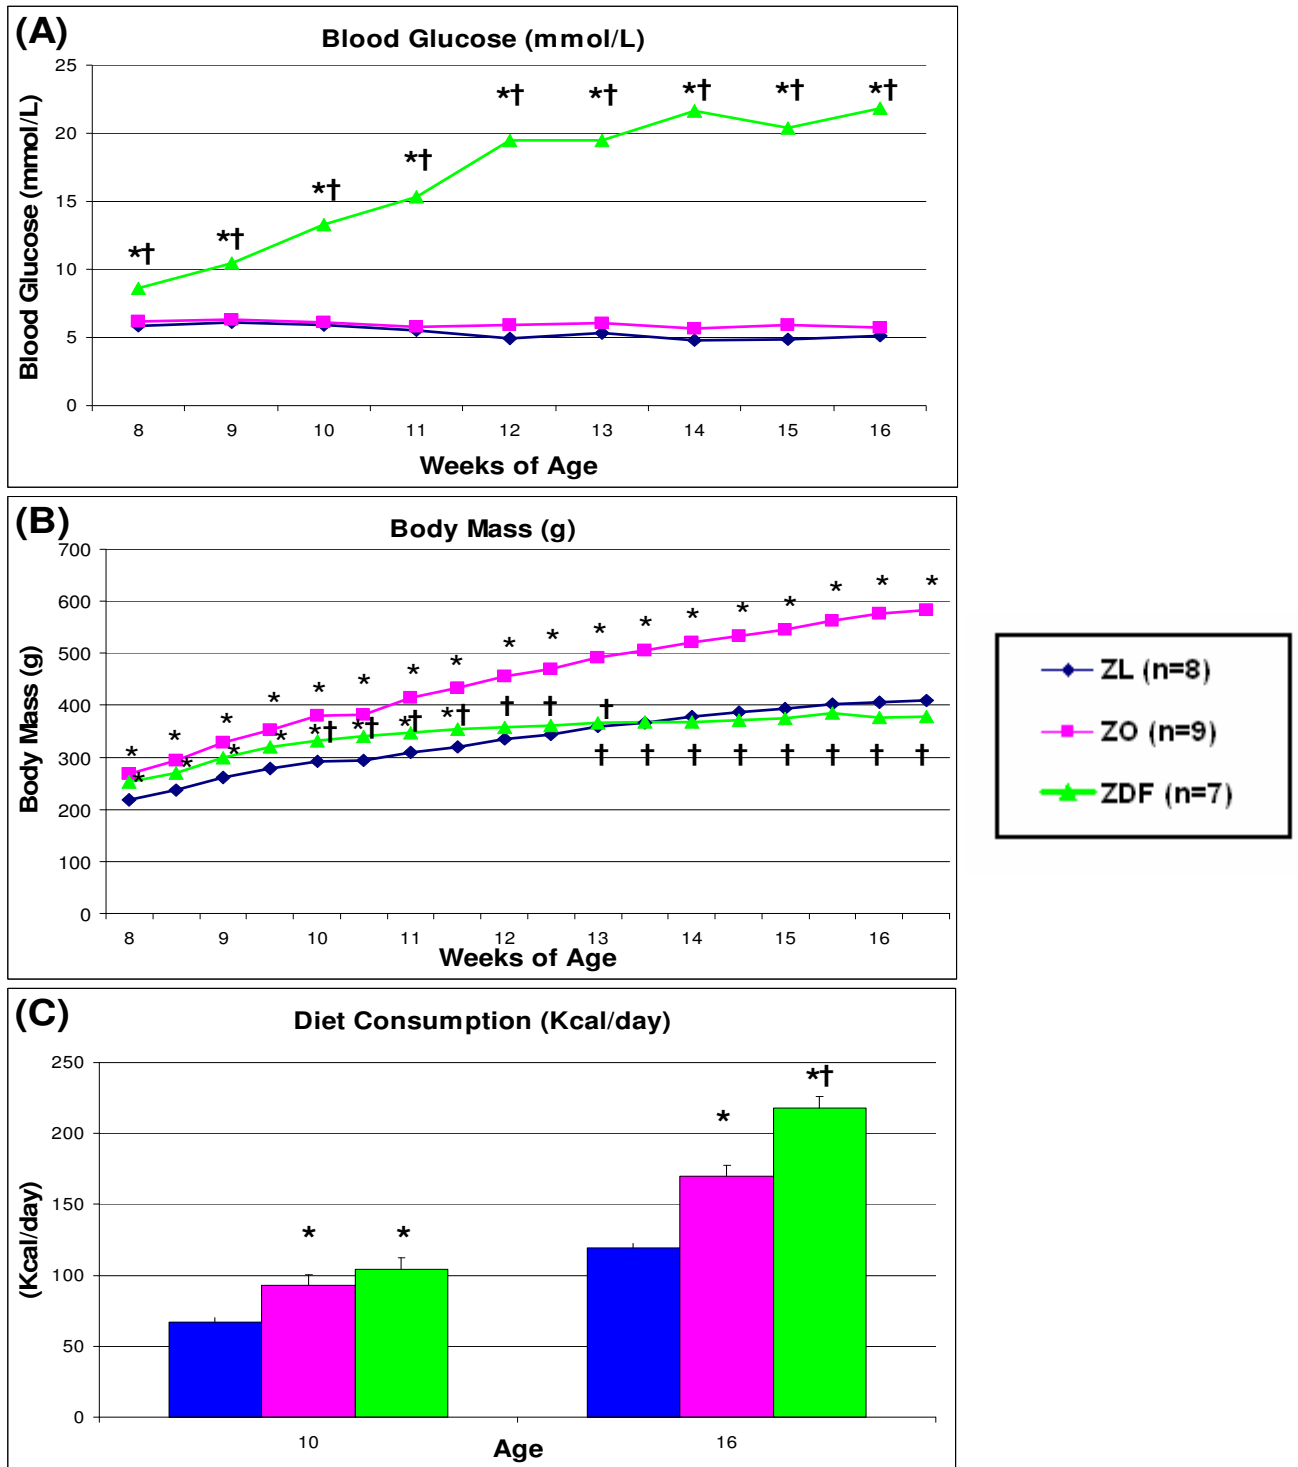 (A)
Blood Glucose (mmol/L)
Blood Glucose (mmol/L)
25
20
15
10
5
0
*† *† *† *† *† *† *† *† *†
8 9 10 11 12 13 14 15 16
Weeks of Age
(B)
Body Mass (g)
Body Mass (g)
700
600
500
400
300
200
100
0
* * * * * * * * * * * * * * * * * *
* * * * *† *† *† *† † † †
† † † † † † † †
8 9 10 11 12 13 14 15 16
Weeks of Age
ZL (n=8)
ZO (n=9)
ZDF (n=7)
(C)
Diet Consumption (Kcal/day)
(Kcal/day)
250
200
150
100
50
0
* * * *†
10 16
Age